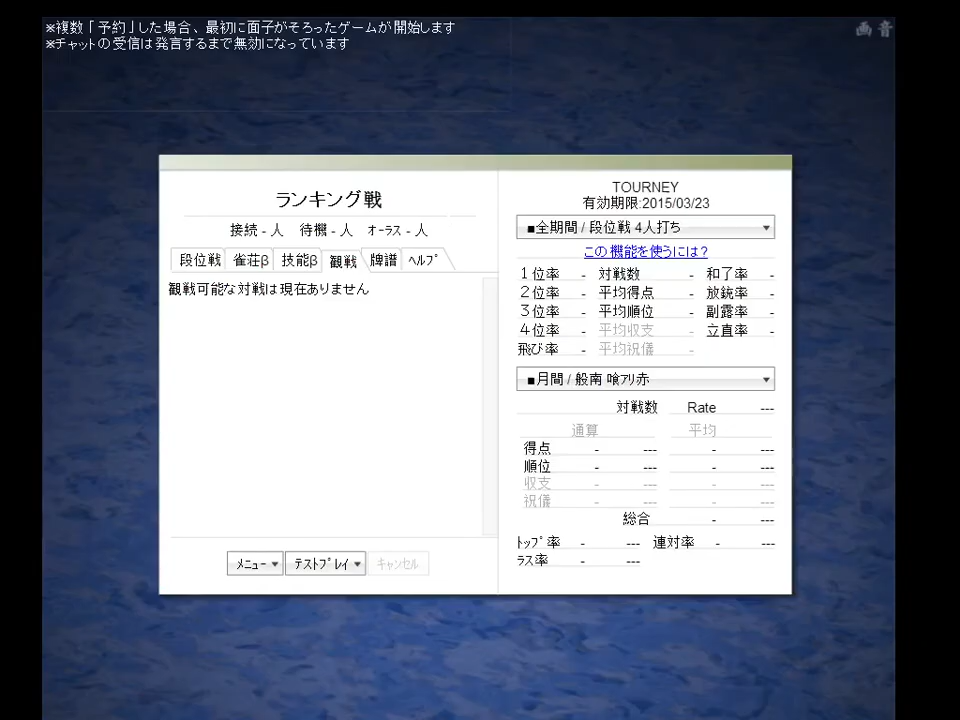 ※複数「予約」した場合、最初に面子がそろったゲームが開始します
※チャットの受信は発言するまで無効になっています
画 音
ランキング戦
接続 - 人 待機 - 人 オーラス - 人
段位戦 雀荘β 技能β 観戦 牌譜 ヘルプ
観戦可能な対戦は現在ありません
メニュー▼ テストプレイ▼ キャンセル
TOURNEY
有効期限:2015/03/23
■全期間 / 段位戦 4人打ち ▼
この機能を使うには?
1位率 - 対戦数 - 和了率 -
2位率 - 平均得点 - 放銃率 -
3位率 - 平均順位 - 副露率 -
4位率 - 平均収支 - 立直率 -
飛び率 - 平均祝儀 -
■月間 / 般南 喰アリ赤 ▼
対戦数 Rate ---
通算 平均
得点 - --- - ---
順位 - --- - ---
収支 - --- - ---
祝儀 - --- - ---
総合 - ---
トップ率 - --- 連対率 - ---
ラス率 - ---